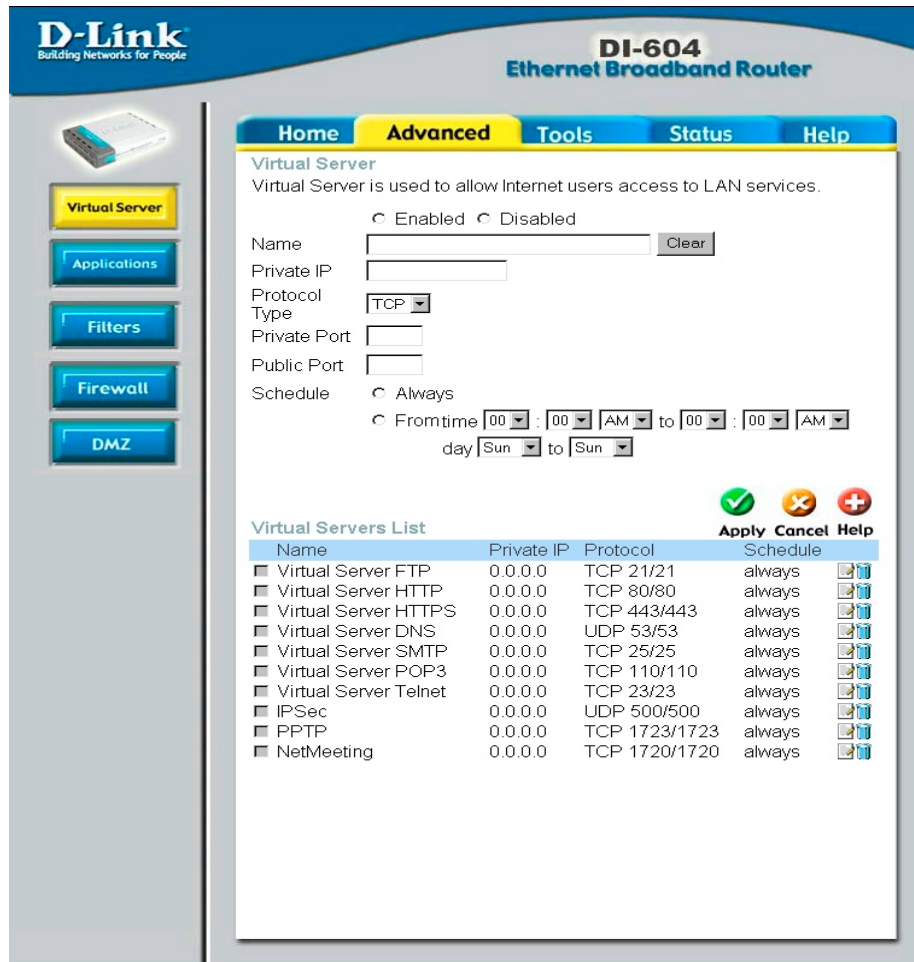 D-Link
Building Networks for People
DI-604
Ethernet Broadband Router
Home Advanced Tools Status Help
Virtual Server
Applications
Filters
Firewall
DMZ
Virtual Server
Virtual Server is used to allow Internet users access to LAN services.
Enabled Disabled
Name Clear
Private IP
Protocol
Type TCP
Private Port
Public Port
Schedule Always
From time 00 : 00 AM to 00 : 00 AM
day Sun to Sun
Apply Cancel Help
Virtual Servers List
Name Private IP Protocol Schedule
Virtual Server FTP 0.0.0.0 TCP 21/21 always
Virtual Server HTTP 0.0.0.0 TCP 80/80 always
Virtual Server HTTPS 0.0.0.0 TCP 443/443 always
Virtual Server DNS 0.0.0.0 UDP 53/53 always
Virtual Server SMTP 0.0.0.0 TCP 25/25 always
Virtual Server POP3 0.0.0.0 TCP 110/110 always
Virtual Server Telnet 0.0.0.0 TCP 23/23 always
IPSec 0.0.0.0 UDP 500/500 always
PPTP 0.0.0.0 TCP 1723/1723 always
NetMeeting 0.0.0.0 TCP 1720/1720 always